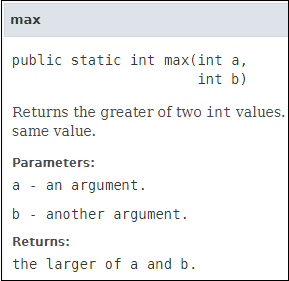 max
public static int max(int a,
int b)
Returns the greater of two int values.
same value.
Parameters:
a - an argument.
b - another argument.
Returns:
the larger of a and b.